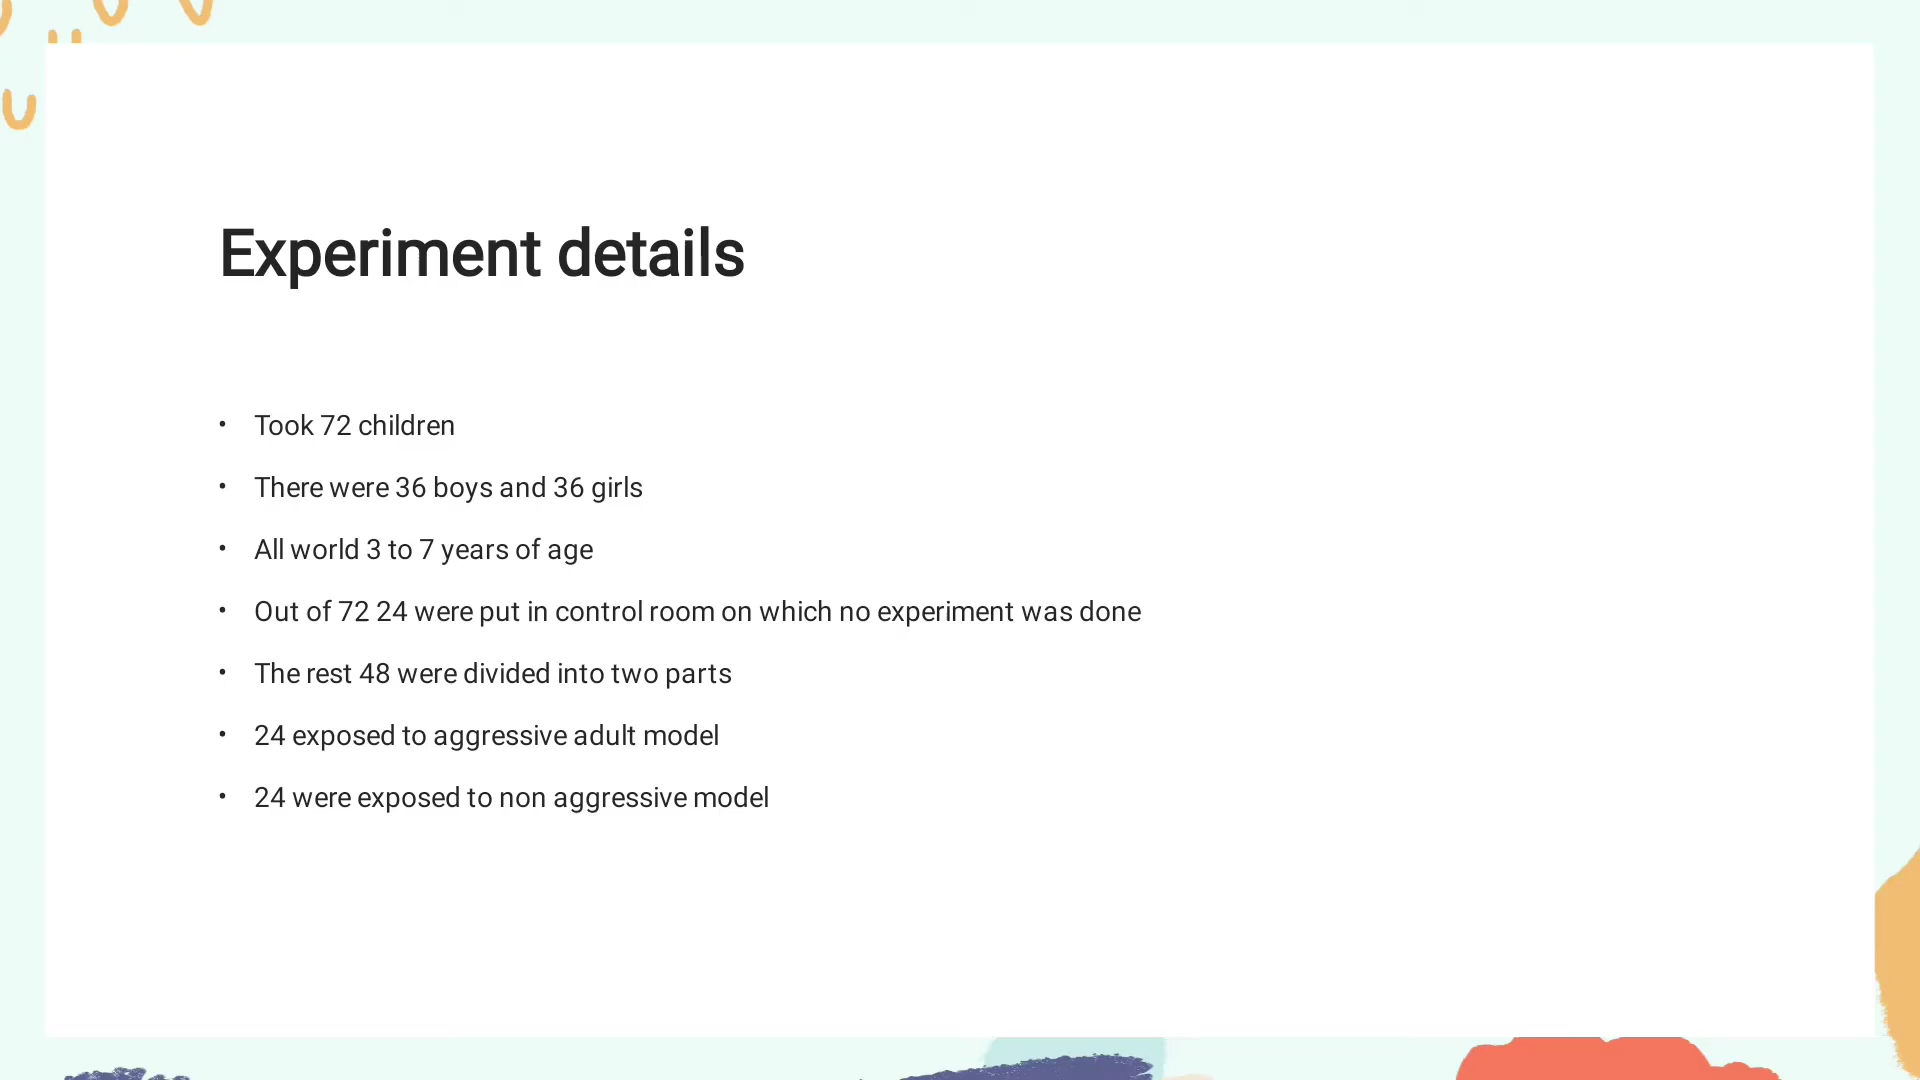 Experiment details
• Took 72 children
• There were 36 boys and 36 girls
• All world 3 to 7 years of age
• Out of 72 24 were put in control room on which no experiment was done
• The rest 48 were divided into two parts
• 24 exposed to aggressive adult model
• 24 were exposed to non aggressive model